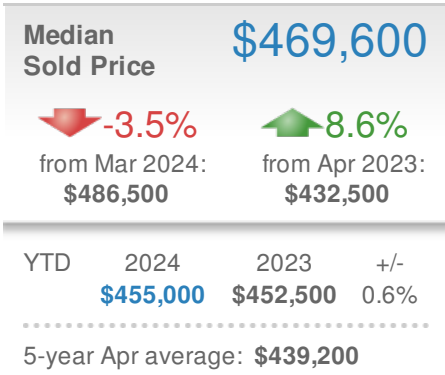 Median
Sold Price
$469,600
-3.5%
from Mar 2024:
$486,500
8.6%
from Apr 2023:
$432,500
YTD 2024 2023 +/-
$455,000 $452,500 0.6%
5-year Apr average: $439,200